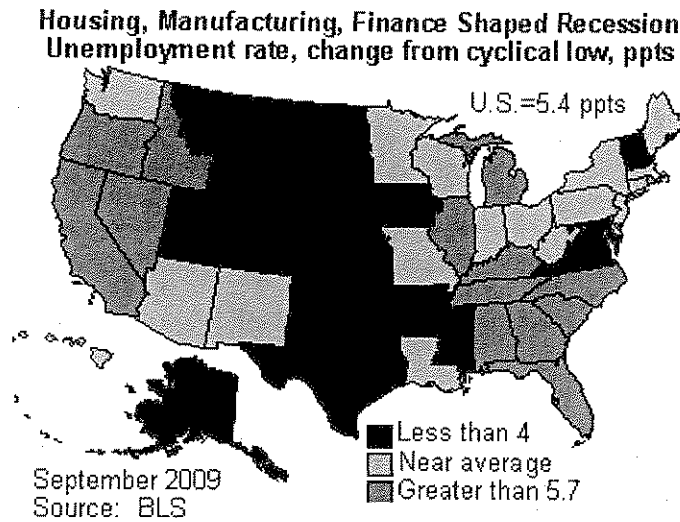 Housing, Manufacturing, Finance Shaped Recession
Unemployment rate, change from cyclical low, ppts
U.S.=5.4 ppts
Less than 4
Near average
Greater than 5.7
September 2009
Source: BLS